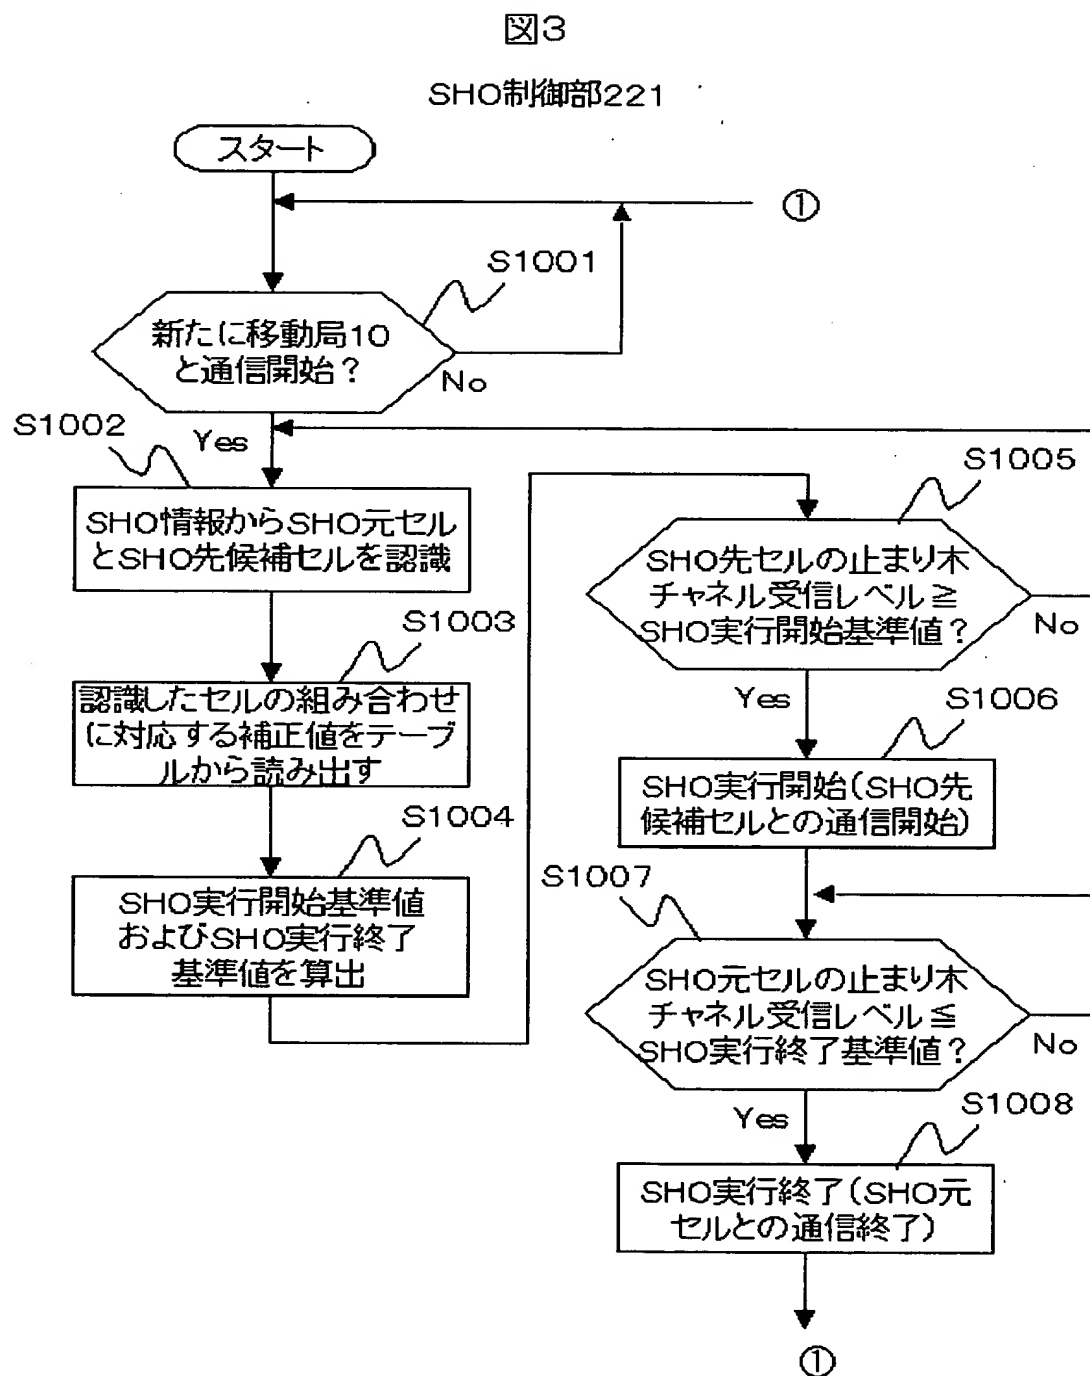 図3
SHO制御部221
スタート
①
S1001
新たに移動局10
と通信開始？
No
S1002
Yes
SHO情報からSHO元セル
とSHO先候補セルを認識
S1003
認識したセルの組み合わせ
に対応する補正値をテーブ
ルから読み出す
S1004
SHO実行開始基準値
およびSHO実行終了
基準値を算出
S1005
SHO先セルの止まり木
チャネル受信レベル≧
SHO実行開始基準値？
No
Yes
S1006
SHO実行開始(SHO先
候補セルとの通信開始)
S1007
SHO元セルの止まり木
チャネル受信レベル≦
SHO実行終了基準値？
No
Yes
S1008
SHO実行終了(SHO元
セルとの通信終了)
①